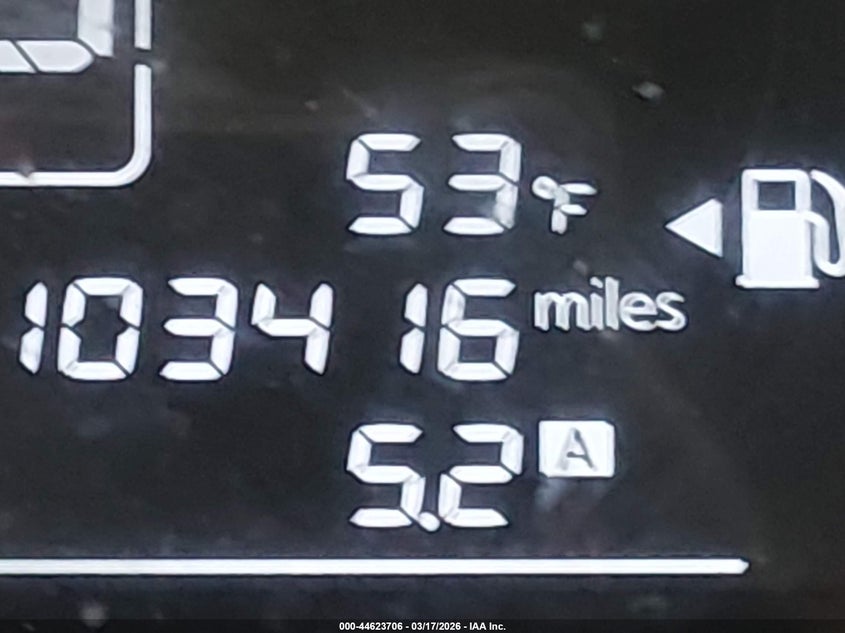 53°F
103416 miles
5.2 A
000-44623706 - 03/17/2026 - IAA Inc.